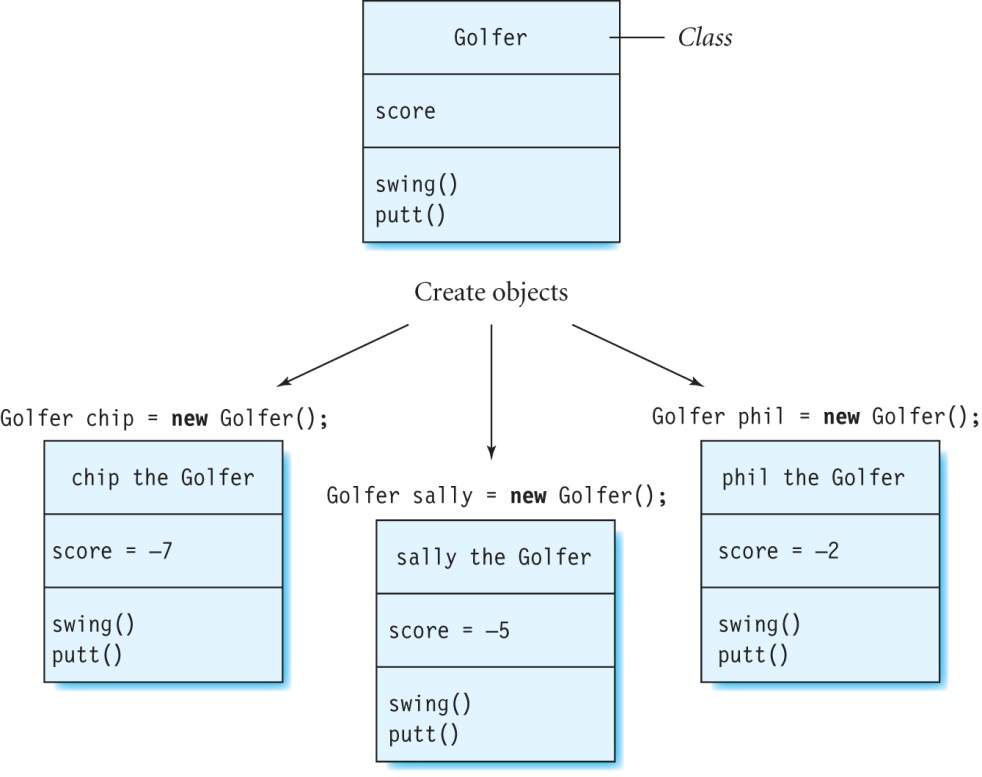 Golfer
Class
score
swing()
putt()
Create objects
Golfer chip = new Golfer();
chip the Golfer
score = –7
swing()
putt()
Golfer sally = new Golfer();
sally the Golfer
score = –5
swing()
putt()
Golfer phil = new Golfer();
phil the Golfer
score = –2
swing()
putt()